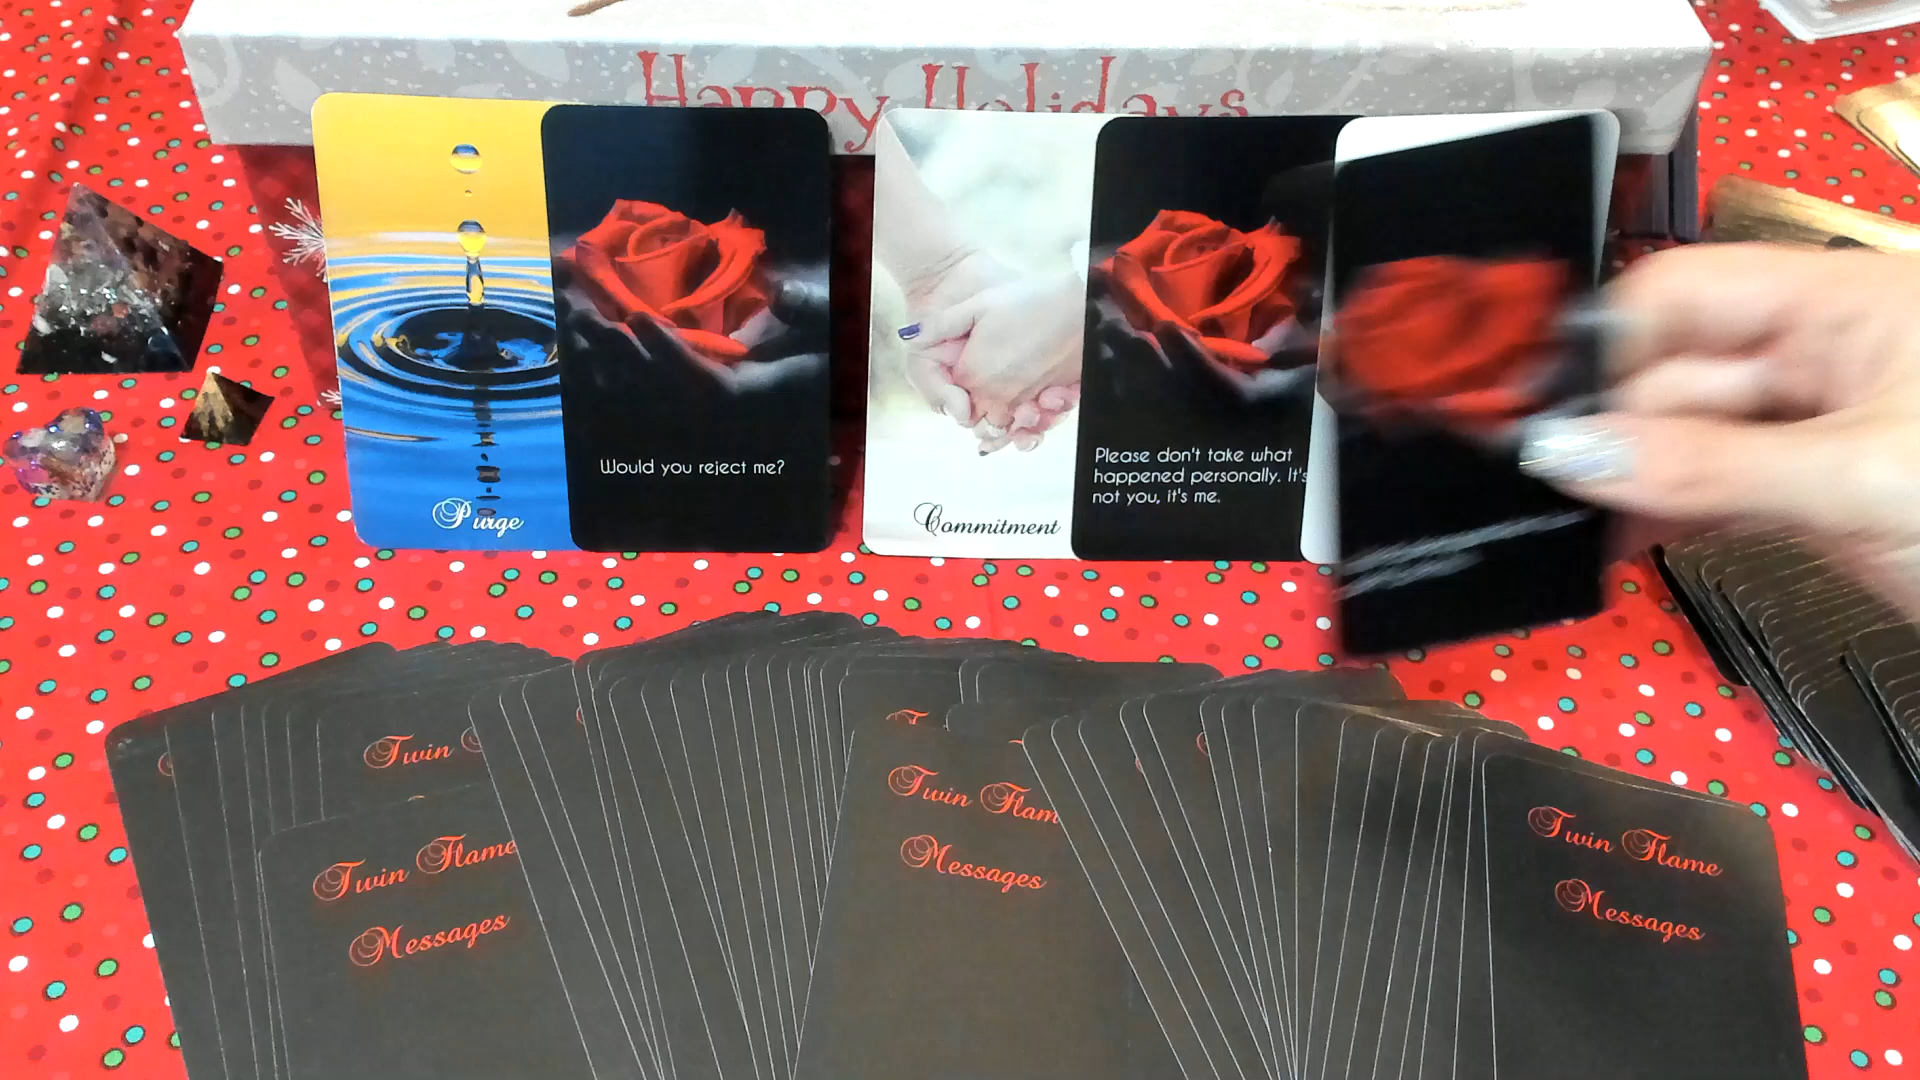 Happy Holidays
Would you reject me?
Purge
Please don't take what
happened personally. It's
not you, it's me.
Commitment
Twin
Twin Flame
Messages
Twin Flam
Messages
Twin Flame
Messages